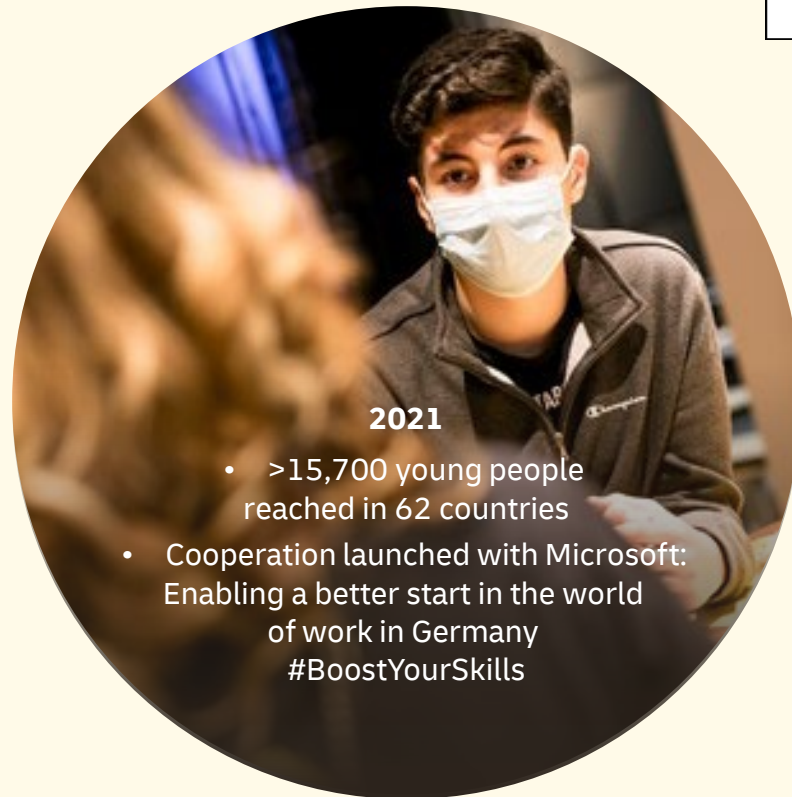 2021
• >15,700 young people
reached in 62 countries
• Cooperation launched with Microsoft:
Enabling a better start in the world
of work in Germany
#BoostYourSkills
Champion